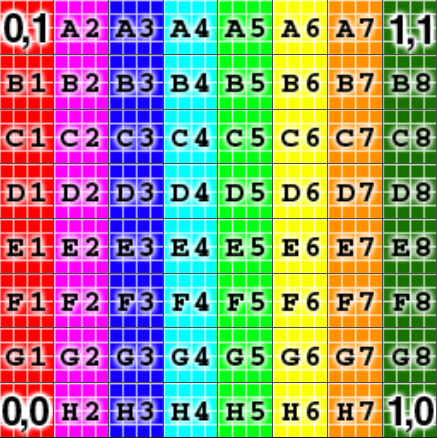 0,1 A2 A3 A4 A5 A6 A7 1,1
B1 B2 B3 B4 B5 B6 B7 B8
C1 C2 C3 C4 C5 C6 C7 C8
D1 D2 D3 D4 D5 D6 D7 D8
E1 E2 E3 E4 E5 E6 E7 E8
F1 F2 F3 F4 F5 F6 F7 F8
G1 G2 G3 G4 G5 G6 G7 G8
0,0 H2 H3 H4 H5 H6 H7 1,0